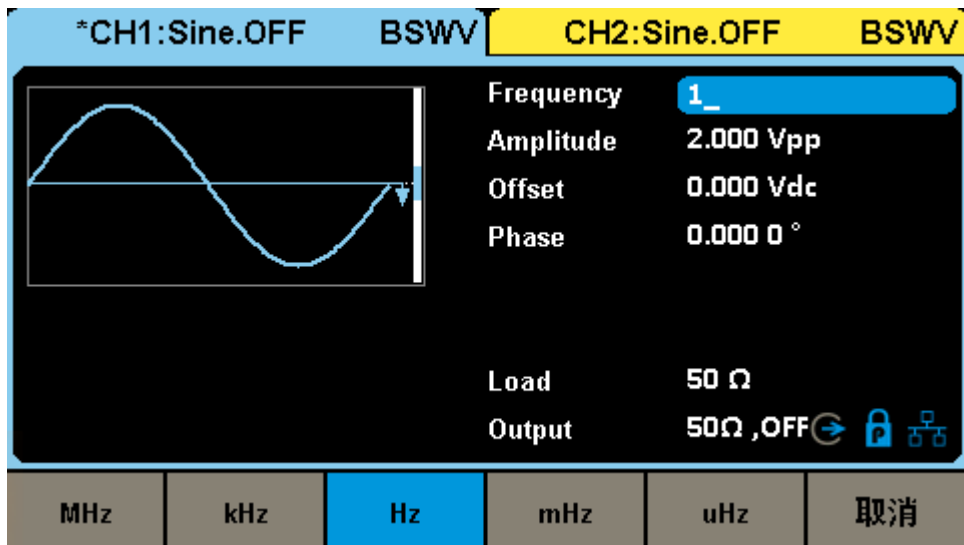 *CH1:Sine.OFF BSWV CH2:Sine.OFF BSWV
Frequency 1_
Amplitude 2.000 Vpp
Offset 0.000 Vdc
Phase 0.000 0 °
Load 50 Ω
Output 50Ω ,OFF P
MHz kHz Hz mHz uHz 取消